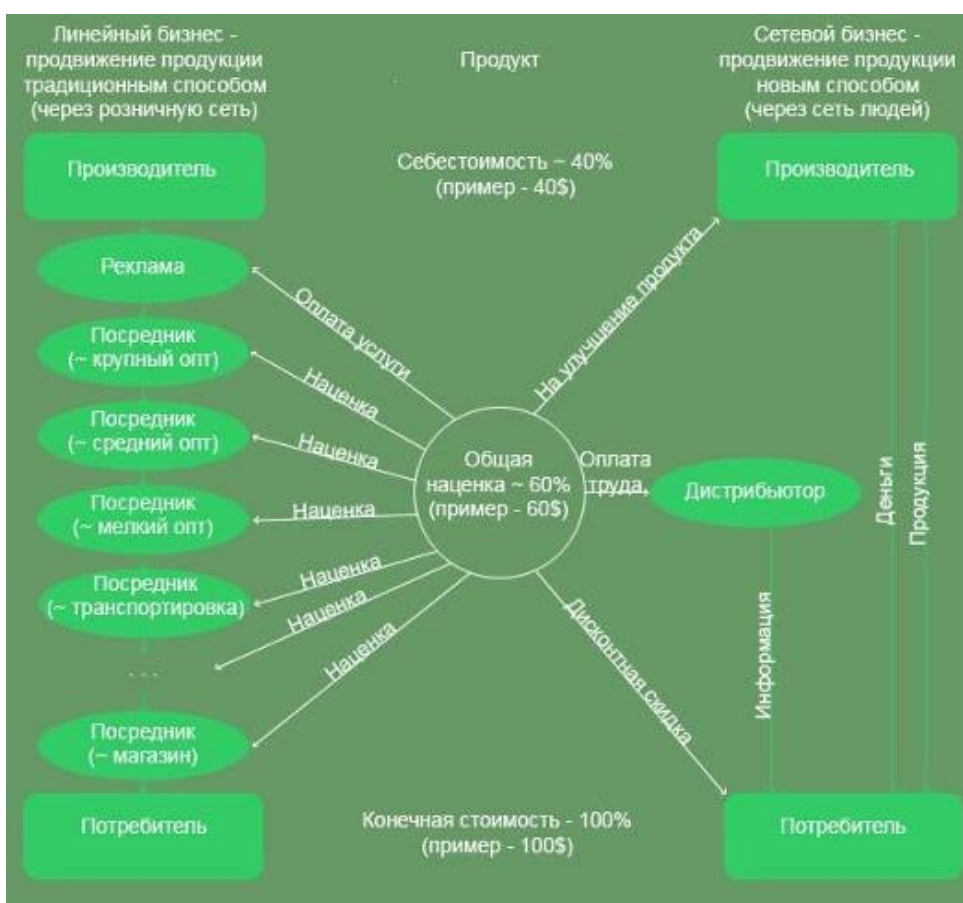 Линейный бизнес -
продвижение продукции
традиционным способом
(через розничную сеть)
Продукт
Сетевой бизнес -
продвижение продукции
новым способом
(через сеть людей)
Производитель
Себестоимость ~ 40%
(пример - 40$)
Производитель
Реклама
Оплата услуги
На улучшение продукта
Посредник
(~ крупный опт)
Наценка
Посредник
(~ средний опт)
Наценка
Общая
наценка ~ 60%
(пример - 60$)
Оплата
труда
Дистрибьютор
Деньги
Продукция
Посредник
(~ мелкий опт)
Наценка
Посредник
(~ транспортировка)
Наценка
Наценка
Наценка
Дисконтная скидка
Информация
. . .
Посредник
(~ магазин)
Потребитель
Конечная стоимость - 100%
(пример - 100$)
Потребитель